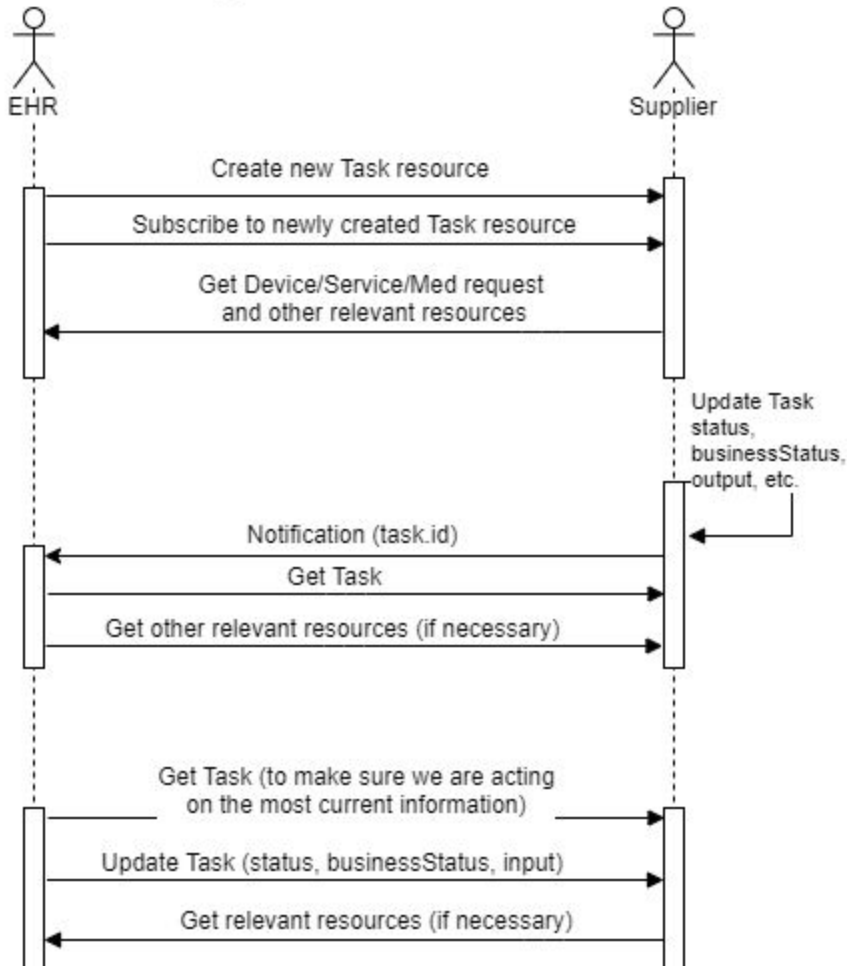 EHR
Supplier
Create new Task resource
Subscribe to newly created Task resource
Get Device/Service/Med request
and other relevant resources
Update Task
status,
businessStatus,
output, etc.
Notification (task.id)
Get Task
Get other relevant resources (if necessary)
Get Task (to make sure we are acting
on the most current information)
Update Task (status, businessStatus, input)
Get relevant resources (if necessary)